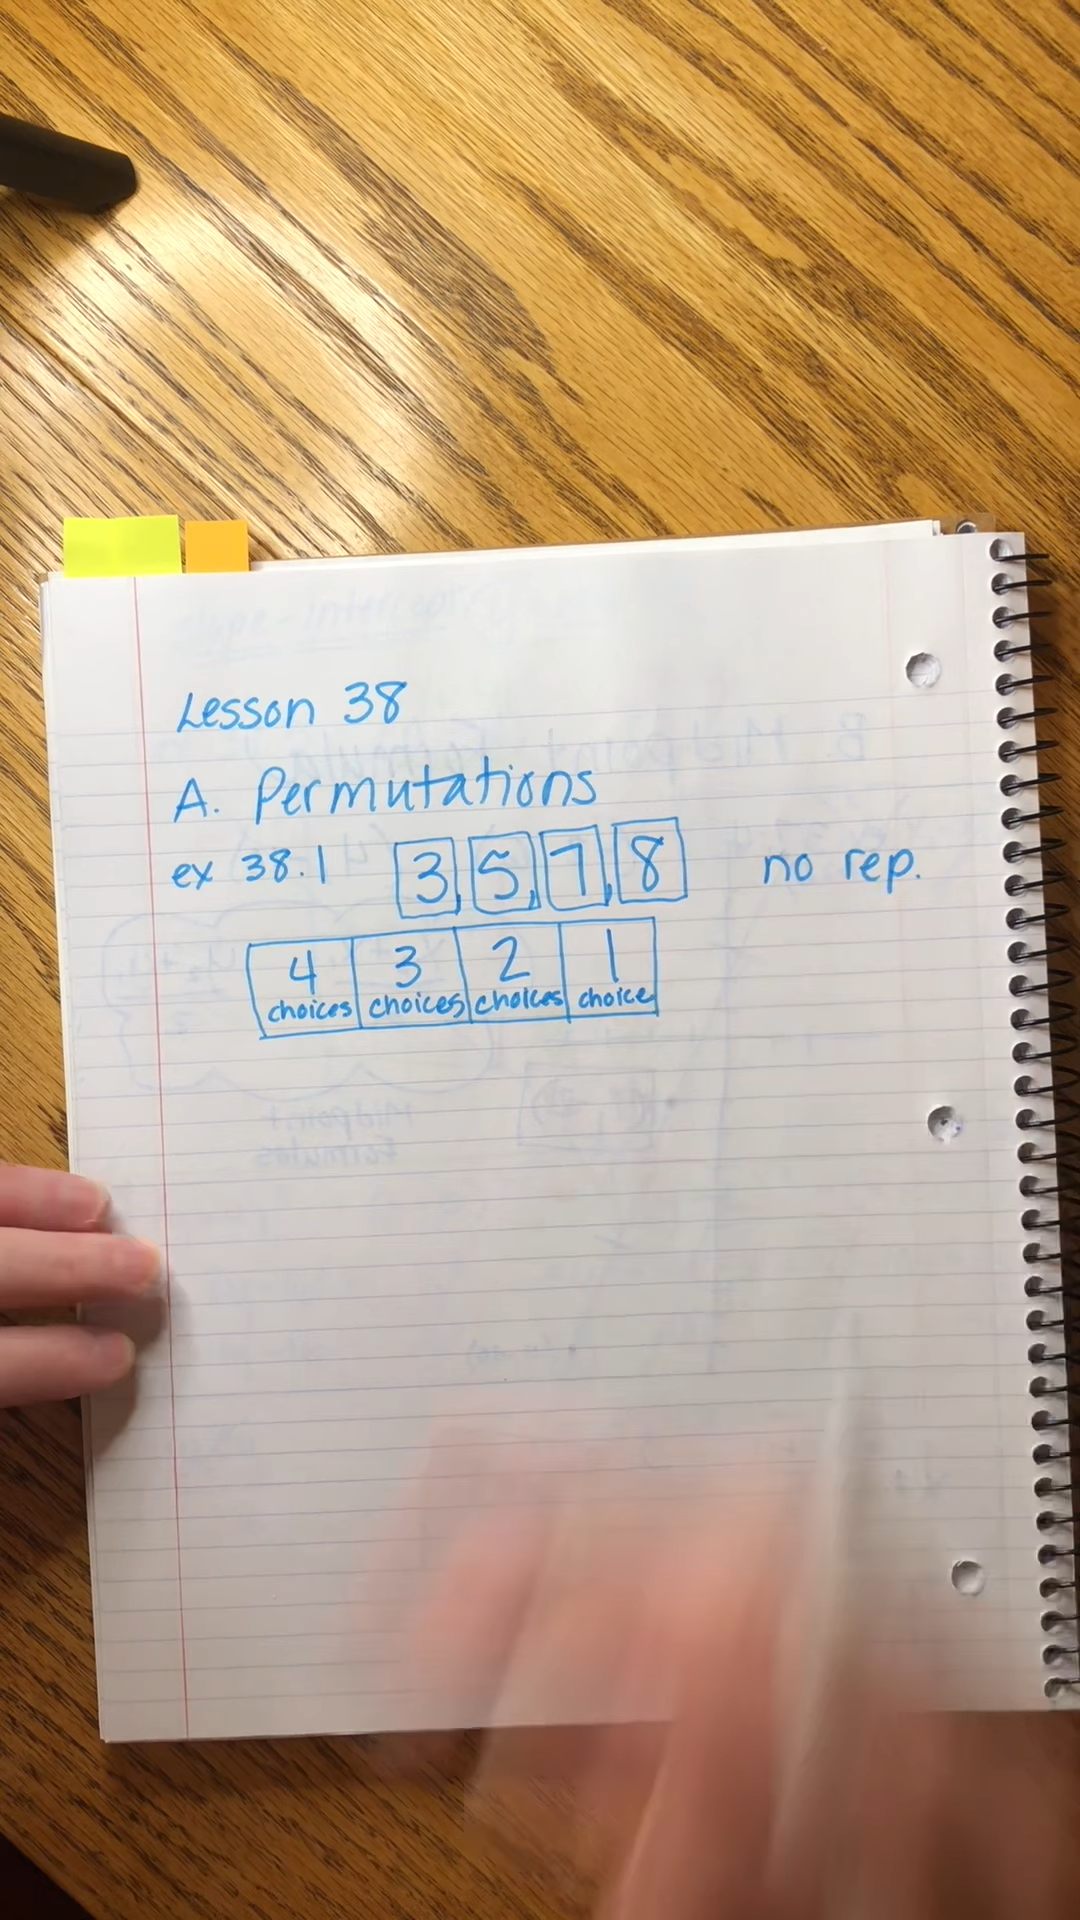 Lesson 38
A. Permutations
ex 38.1 3, 5, 7, 8 no rep.
4 3 2 1
choices choices choices choice